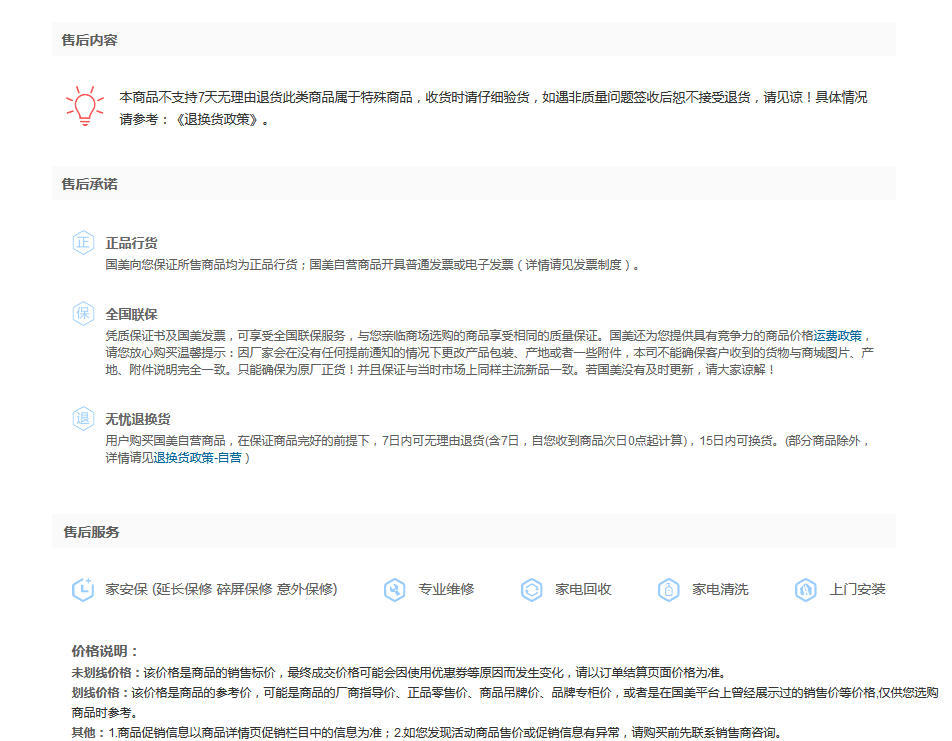 售后内容
本商品不支持7天无理由退货此类商品属于特殊商品，收货时请仔细验货，如遇非质量问题签收后恕不接受退货，请见谅！具体情况
请参考：《退换货政策》。
售后承诺
正
正品行货
国美向您保证所售商品均为正品行货；国美自营商品开具普通发票或电子发票（详情请见发票制度）。
保
全国联保
凭质保证书及国美发票，可享受全国联保服务，与您亲临商场选购的商品享受相同的质量保证。国美还为您提供具有竞争力的商品价格运费政策，
请您放心购买温馨提示：因厂家会在没有任何提前通知的情况下更改产品包装、产地或者一些附件，本司不能确保客户收到的货物与商城图片、产
地、附件说明完全一致。只能确保为原厂正货！并且保证与当时市场上同样主流新品一致。若国美没有及时更新，请大家谅解！
退
无忧退换货
用户购买国美自营商品，在保证商品完好的前提下，7日内可无理由退货(含7日，自您收到商品次日0点起计算)，15日内可换货。(部分商品除外，
详情请见退换货政策-自营）
售后服务
家安保 (延长保修 碎屏保修 意外保修)
专业维修
家电回收
家电清洗
上门安装
价格说明：
未划线价格：该价格是商品的销售标价，最终成交价格可能会因使用优惠券等原因而发生变化，请以订单结算页面价格为准。
划线价格：该价格是商品的参考价，可能是商品的厂商指导价、正品零售价、商品吊牌价、品牌专柜价，或者是在国美平台上曾经展示过的销售价等价格,仅供您选购
商品时参考。
其他：1.商品促销信息以商品详情页促销栏目中的信息为准；2.如您发现活动商品售价或促销信息有异常，请购买前先联系销售商咨询。